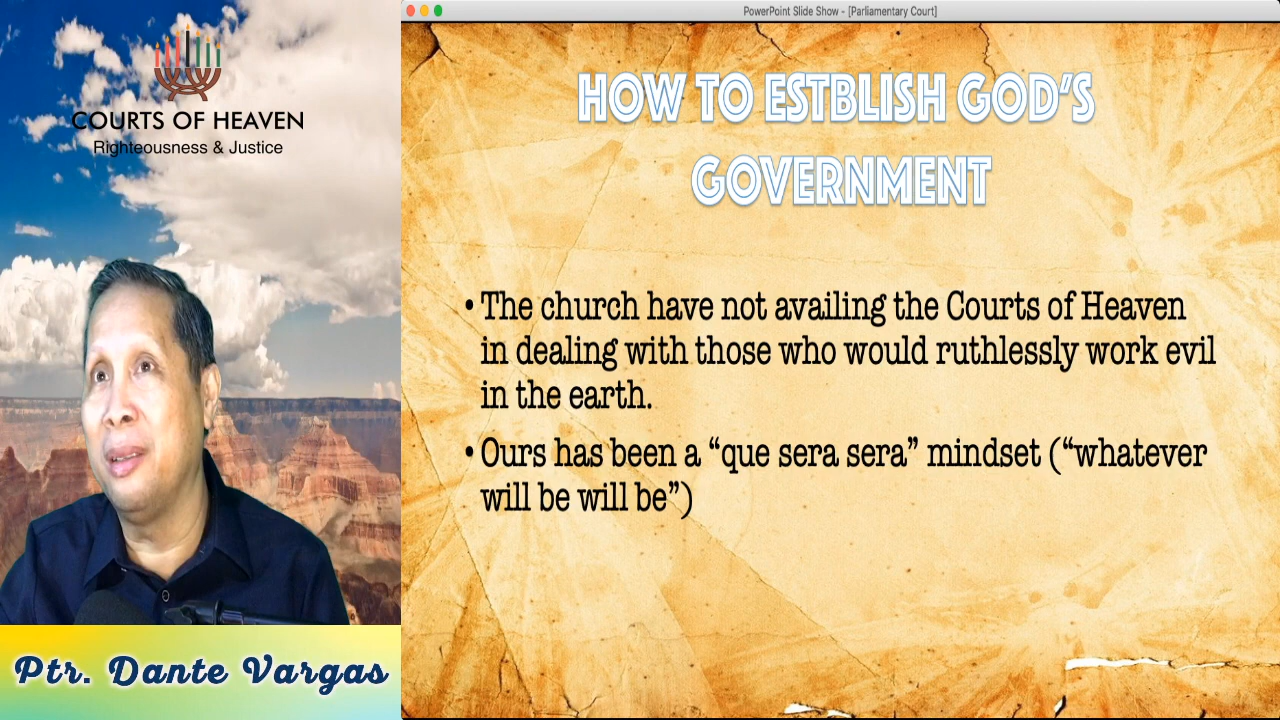 COURTS OF HEAVEN
Righteousness & Justice
Ptr. Dante Vargas
PowerPoint Slide Show - [Parliamentary Court]
HOW TO ESTBLISH GOD'S
GOVERNMENT
• The church have not availing the Courts of Heaven
in dealing with those who would ruthlessly work evil
in the earth.
• Ours has been a “que sera sera” mindset (“whatever
will be will be”)